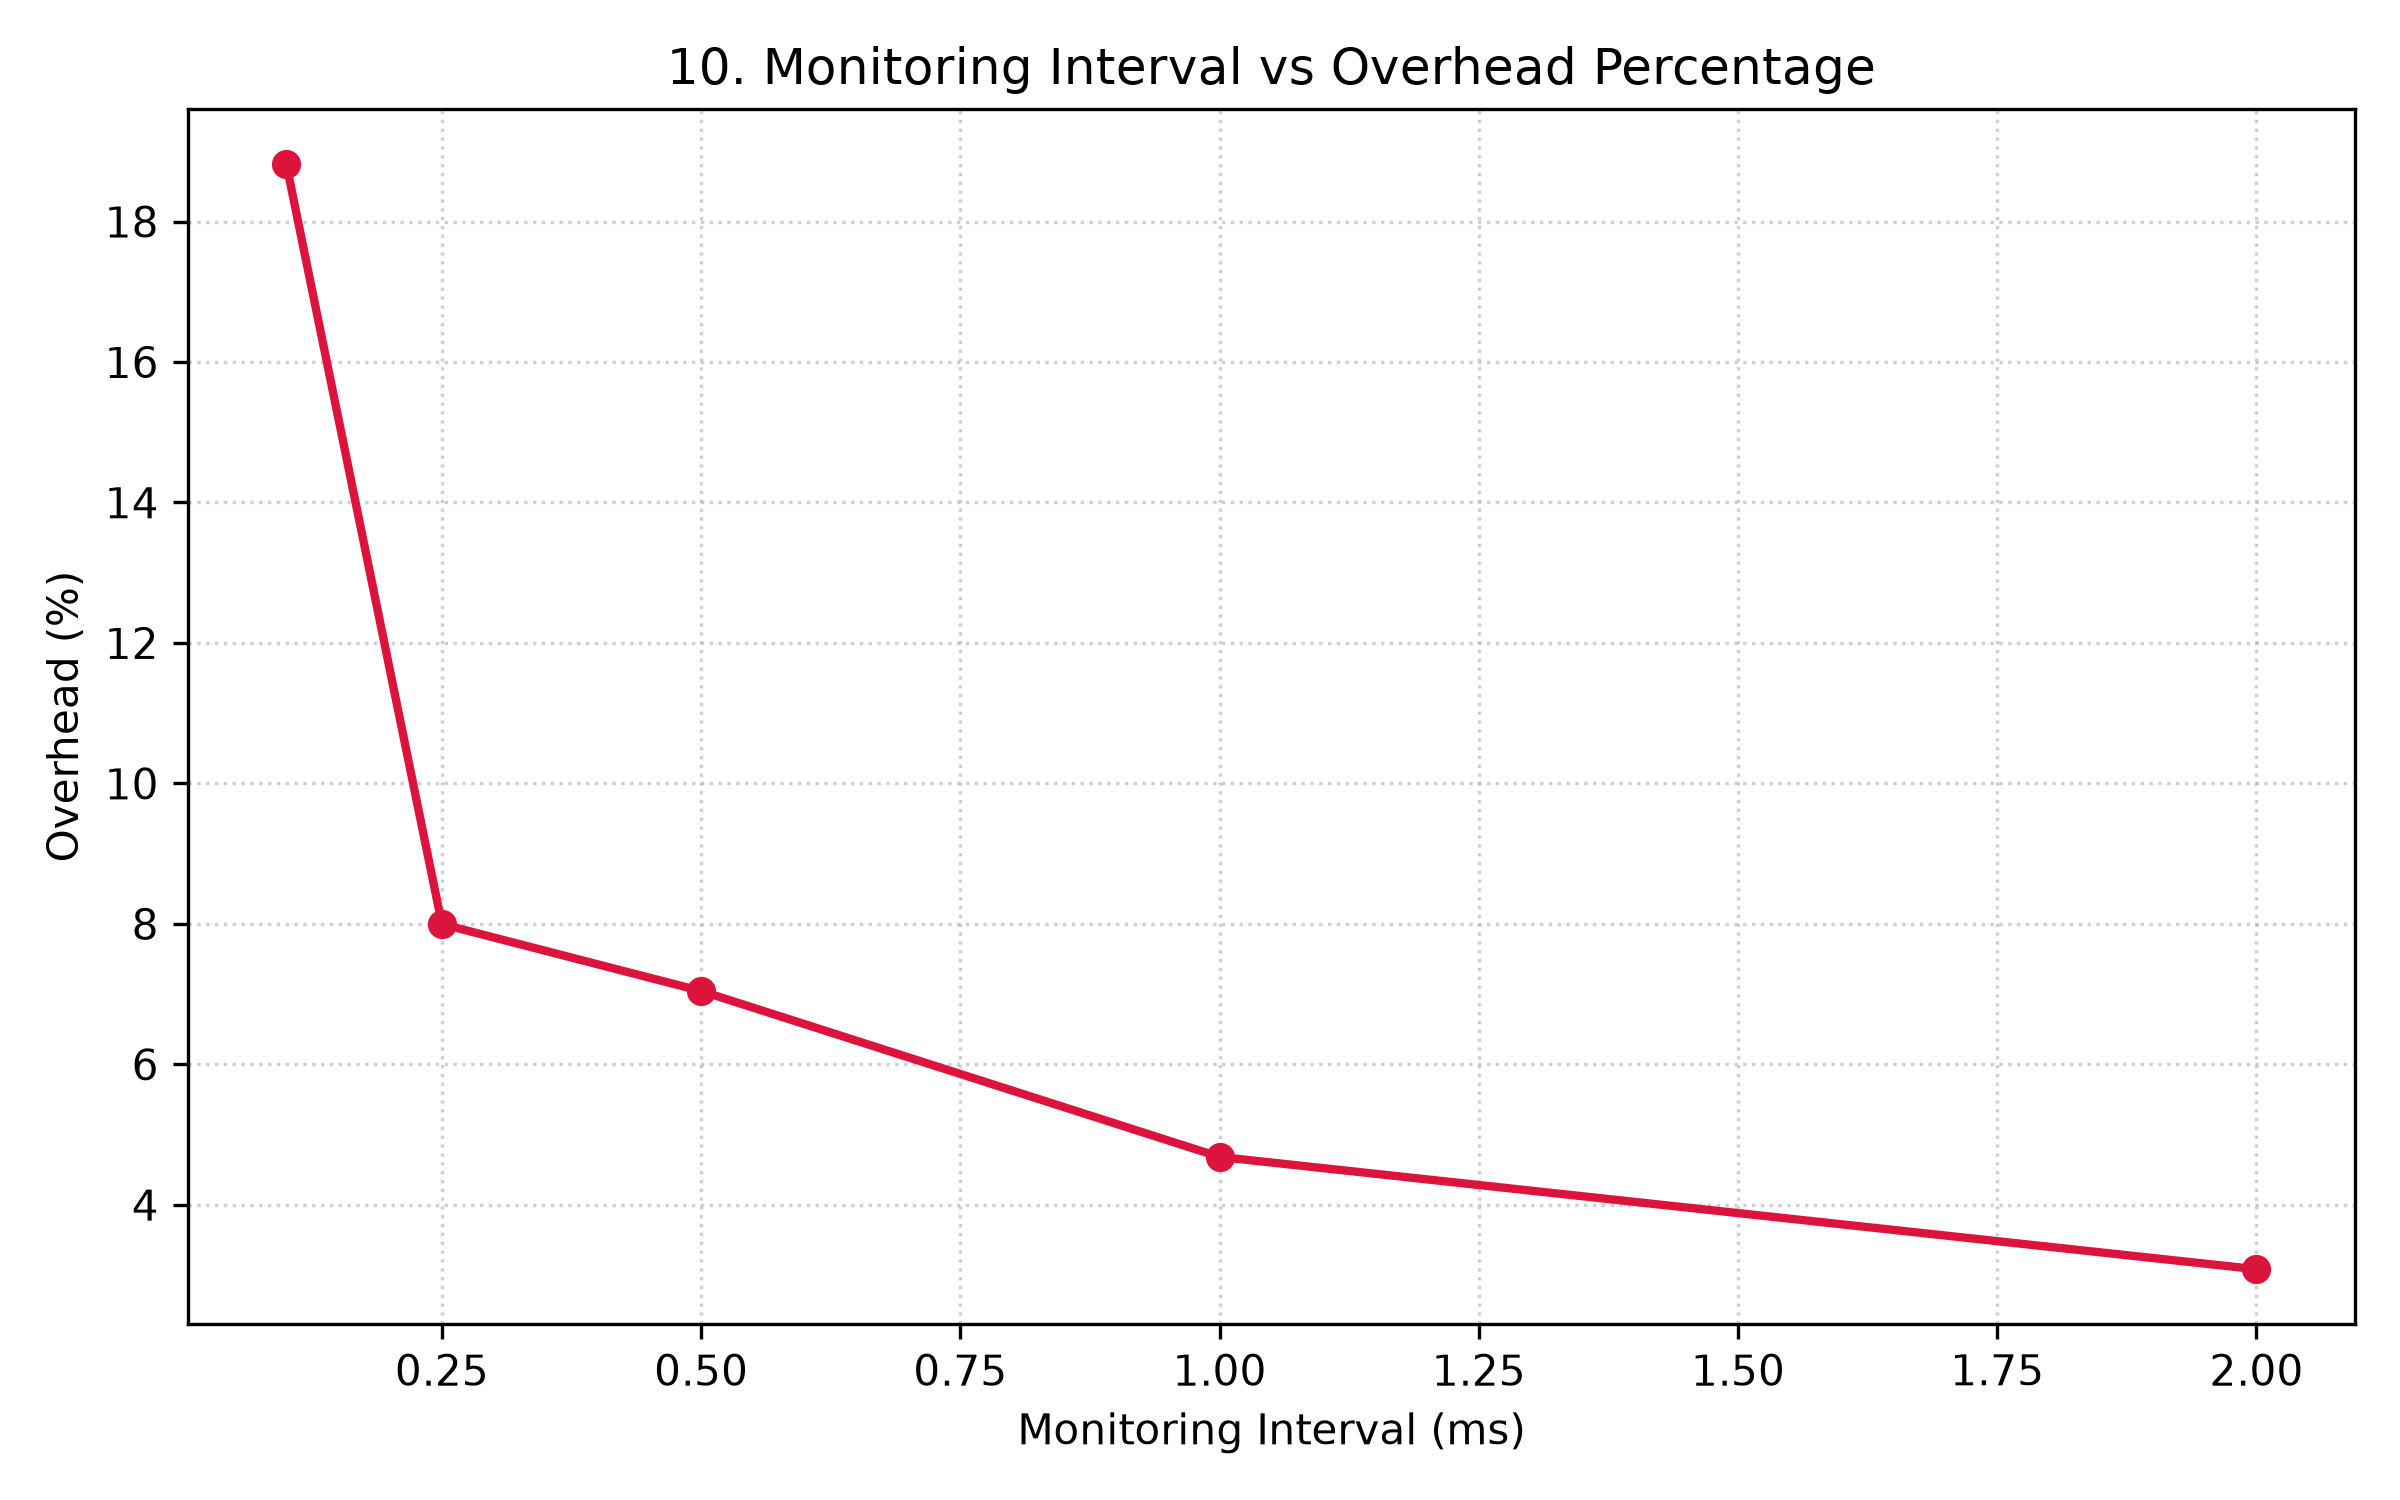 10. Monitoring Interval vs Overhead Percentage
Overhead (%)
18
16
14
12
10
8
6
4
0.25 0.50 0.75 1.00 1.25 1.50 1.75 2.00
Monitoring Interval (ms)